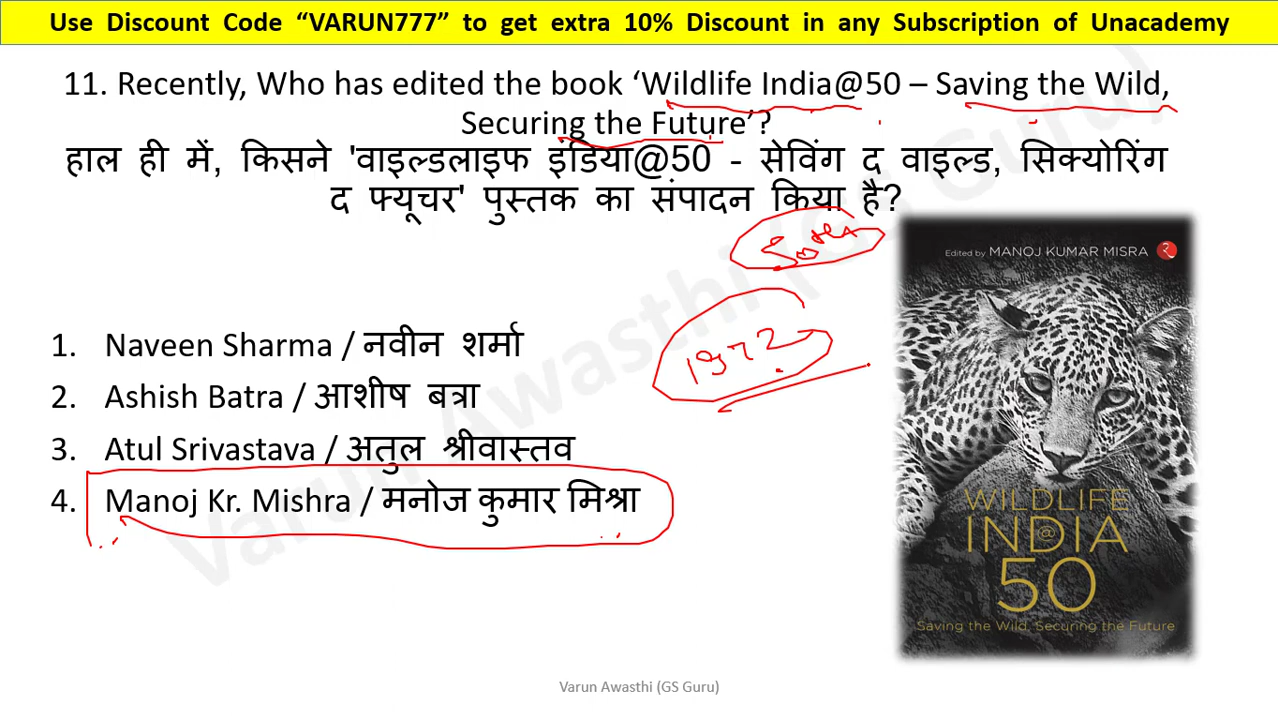 Use Discount Code “VARUN777” to get extra 10% Discount in any Subscription of Unacademy
11. Recently, Who has edited the book ‘Wildlife India@50 – Saving the Wild,
Securing the Future’?
हाल ही में, किसने 'वाइल्डलाइफ इंडिया@50 - सेविंग द वाइल्ड, सिक्योरिंग
द फ्यूचर' पुस्तक का संपादन किया है?
1. Naveen Sharma / नवीन शर्मा
2. Ashish Batra / आशीष बत्रा
3. Atul Srivastava / अतुल श्रीवास्तव
4. Manoj Kr. Mishra / मनोज कुमार मिश्रा
1972
Edited by MANOJ KUMAR MISRA
WILDLIFE
INDIA
@
50
Saving the Wild, Securing the Future
Varun Awasthi (GS Guru)
Varun Awasthi (GS Guru)